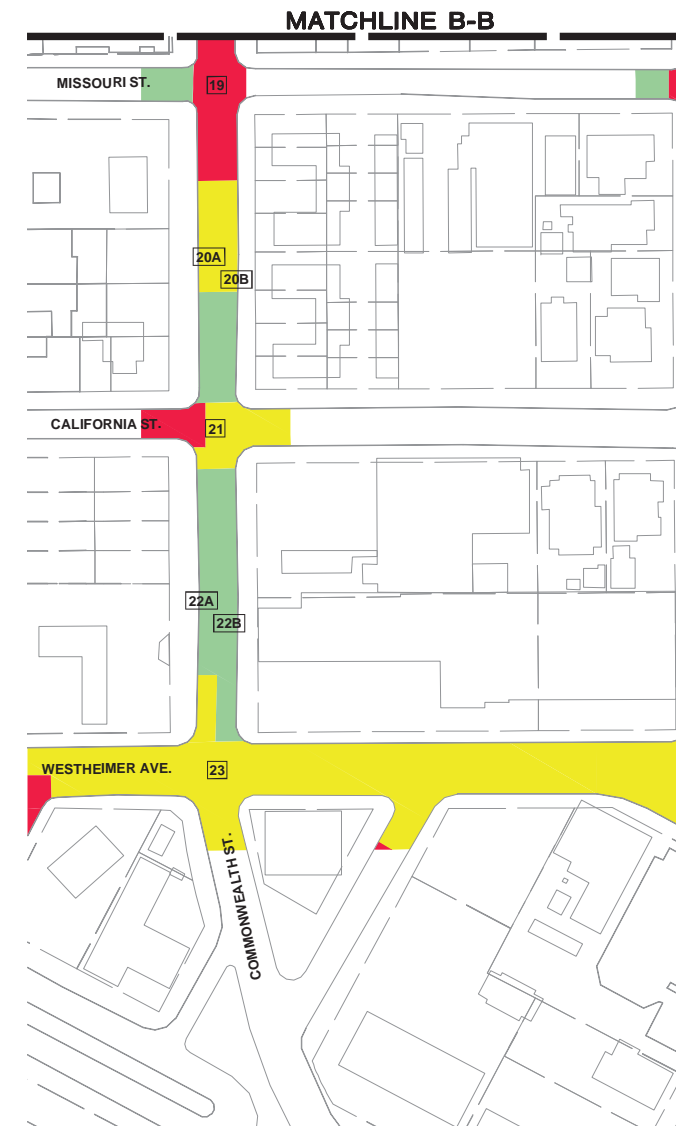 MATCHLINE B-B
MISSOURI ST.
19
20A
20B
CALIFORNIA ST.
21
22A
22B
WESTHEIMER AVE.
23
COMMONWEALTH ST.